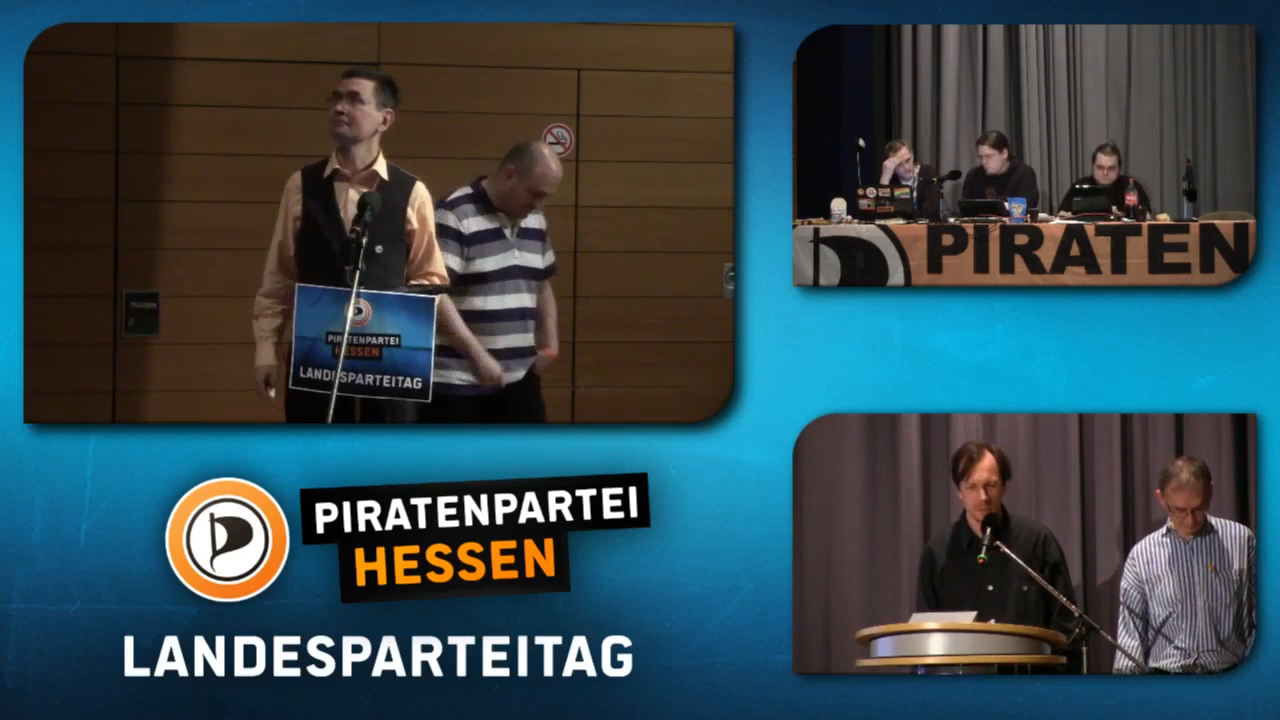 PIRATENPARTEI
HESSEN
LANDESPARTEITAG
PIRATEN
PIRATENPARTEI
HESSEN
LANDESPARTEITAG